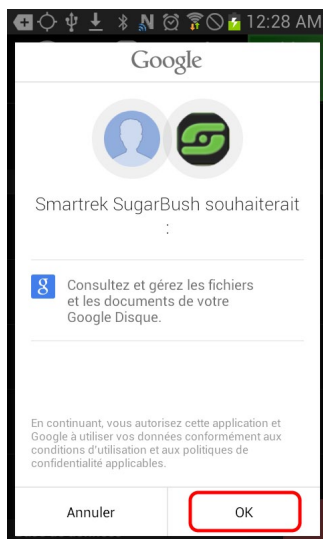 12:28 AM
Google
Smartrek SugarBush souhaiterait
:
8 Consultez et gérez les fichiers
et les documents de votre
Google Disque.
En continuant, vous autorisez cette application et
Google à utiliser vos données conformément aux
conditions d'utilisation et aux politiques de
confidentialité applicables.
Annuler OK